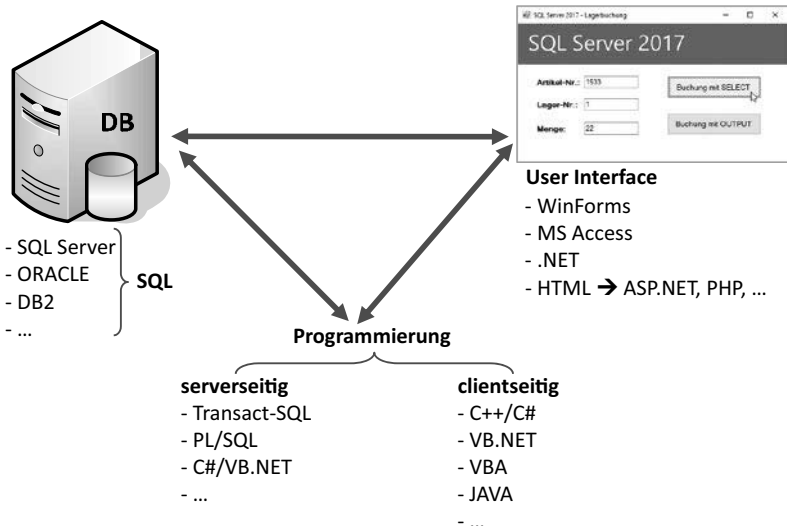 SQL Server 2017 - Lagerbuchung
SQL Server 2017
Artikel-Nr.: 1533
Lager-Nr.: 1
Menge: 22
Buchung mit SELECT
Buchung mit OUTPUT
DB
- SQL Server
- ORACLE
- DB2
- ...
SQL
User Interface
- WinForms
- MS Access
- .NET
- HTML ➔ ASP.NET, PHP, ...
Programmierung
serverseitig
- Transact-SQL
- PL/SQL
- C#/VB.NET
- ...
clientseitig
- C++/C#
- VB.NET
- VBA
- JAVA
- ...